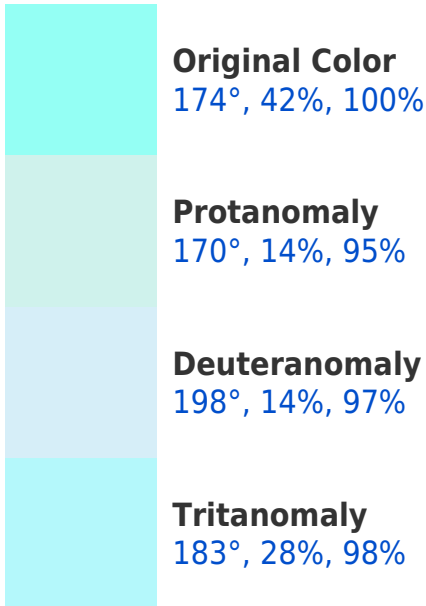 Original Color
174°, 42%, 100%
Protanomaly
170°, 14%, 95%
Deuteranomaly
198°, 14%, 97%
Tritanomaly
183°, 28%, 98%